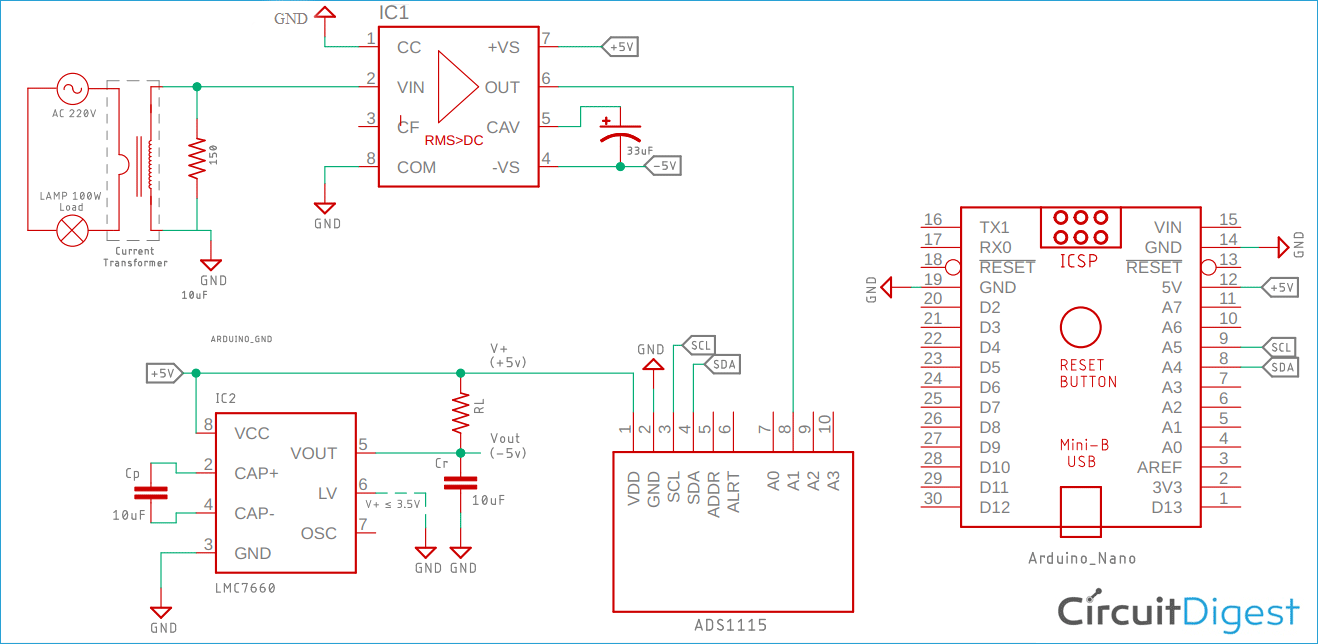 GND
IC1
1 CC
+VS 7
+5V
2 VIN
OUT 6
3 CF
CAV 5
RMS>DC
8 COM
-VS 4
-5V
33uF
GND
AC 220V
150
LAMP 100W
Load
Current
Transformer
GND
10uF
ARDUINO_GND
+5V
V+
(+5v)
IC2
8 VCC
VOUT 5
RL
Vout
(-5v)
Cp
10uF
2 CAP+
LV 6
V+ ≤ 3.5V
4 CAP-
OSC 7
3 GND
Cr
10uF
GND
GND
LMC7660
GND
GND
SCL
SDA
1 2 3 4 5 6 7 8 9 10
VDD GND SCL SDA ADDR ALRT A0 A1 A2 A3
ADS1115
16 TX1
VIN 15
17 RX0
GND 14
GND
18 RESET
ICSP
RESET 13
GND
19 GND
5V 12
+5V
20 D2
A7 11
21 D3
A6 10
22 D4
A5 9
SCL
23 D5
RESET
BUTTON
A4 8
SDA
24 D6
A3 7
25 D7
A2 6
26 D8
A1 5
27 D9
Mini-B
USB
A0 4
28 D10
AREF 3
29 D11
3V3 2
30 D12
D13 1
Arduino_Nano
CircuitDigest